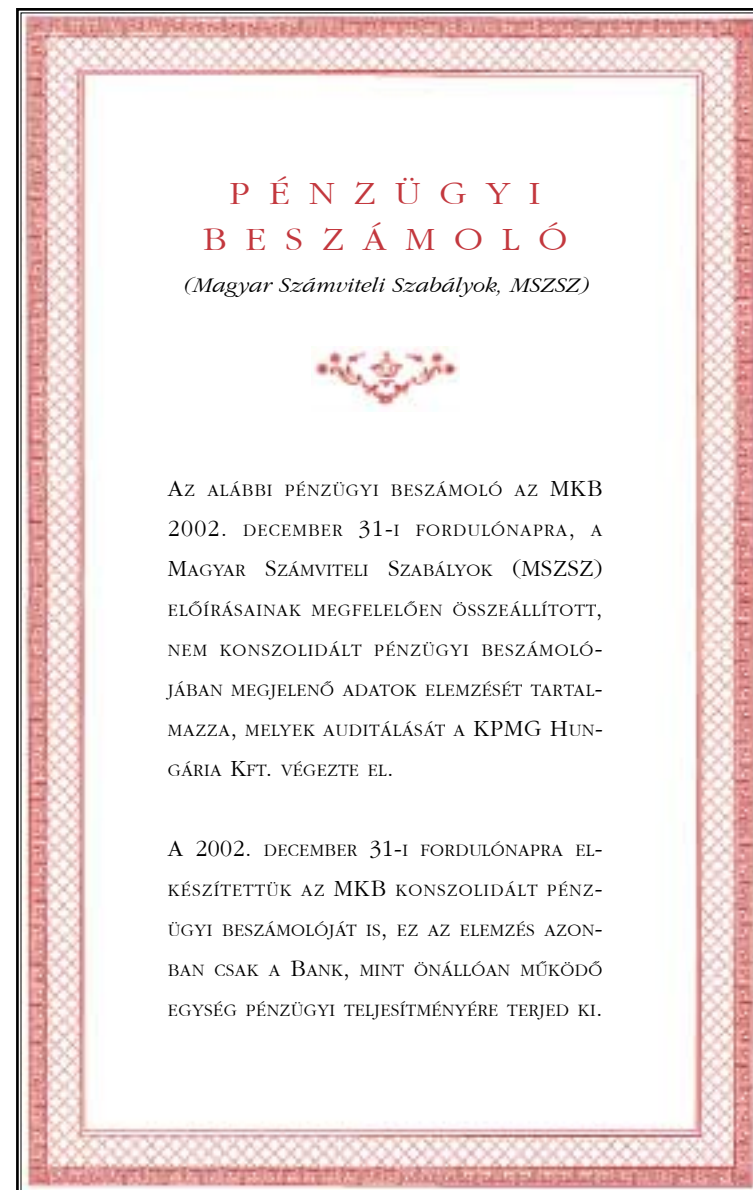 PÉNZÜGYI
BESZÁMOLÓ
(Magyar Számviteli Szabályok, MSZSZ)
Az alábbi pénzügyi beszámoló az MKB
2002. december 31-i fordulónapra, a
Magyar Számviteli Szabályok (MSZSZ)
előírásainak megfelelően összeállított,
nem konszolidált pénzügyi beszámoló-
jában megjelenő adatok elemzését tartal-
mazza, melyek auditálását a KPMG Hun-
gária Kft. végezte el.
A 2002. december 31-i fordulónapra el-
készítettük az MKB konszolidált pénz-
ügyi beszámolóját is, ez az elemzés azon-
ban csak a Bank, mint önállóan működő
egység pénzügyi teljesítményére terjed ki.